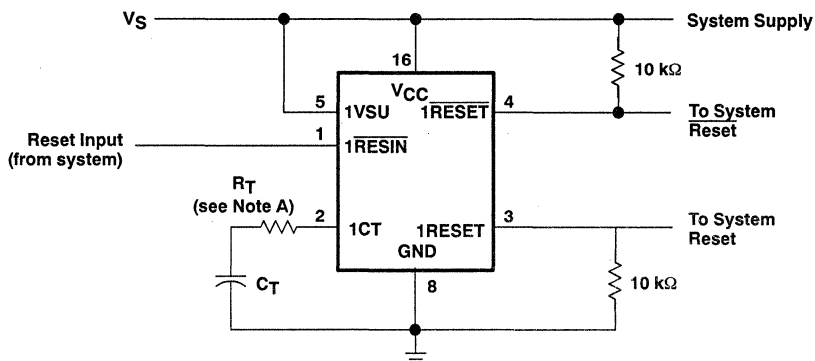 VS
System Supply
16
10 kΩ
VCC
5
1VSU
1RESET
4
To System
Reset
1
Reset Input
(from system)
1RESIN
RT
(see Note A)
2
1CT
1RESET
3
To System
Reset
GND
CT
8
10 kΩ